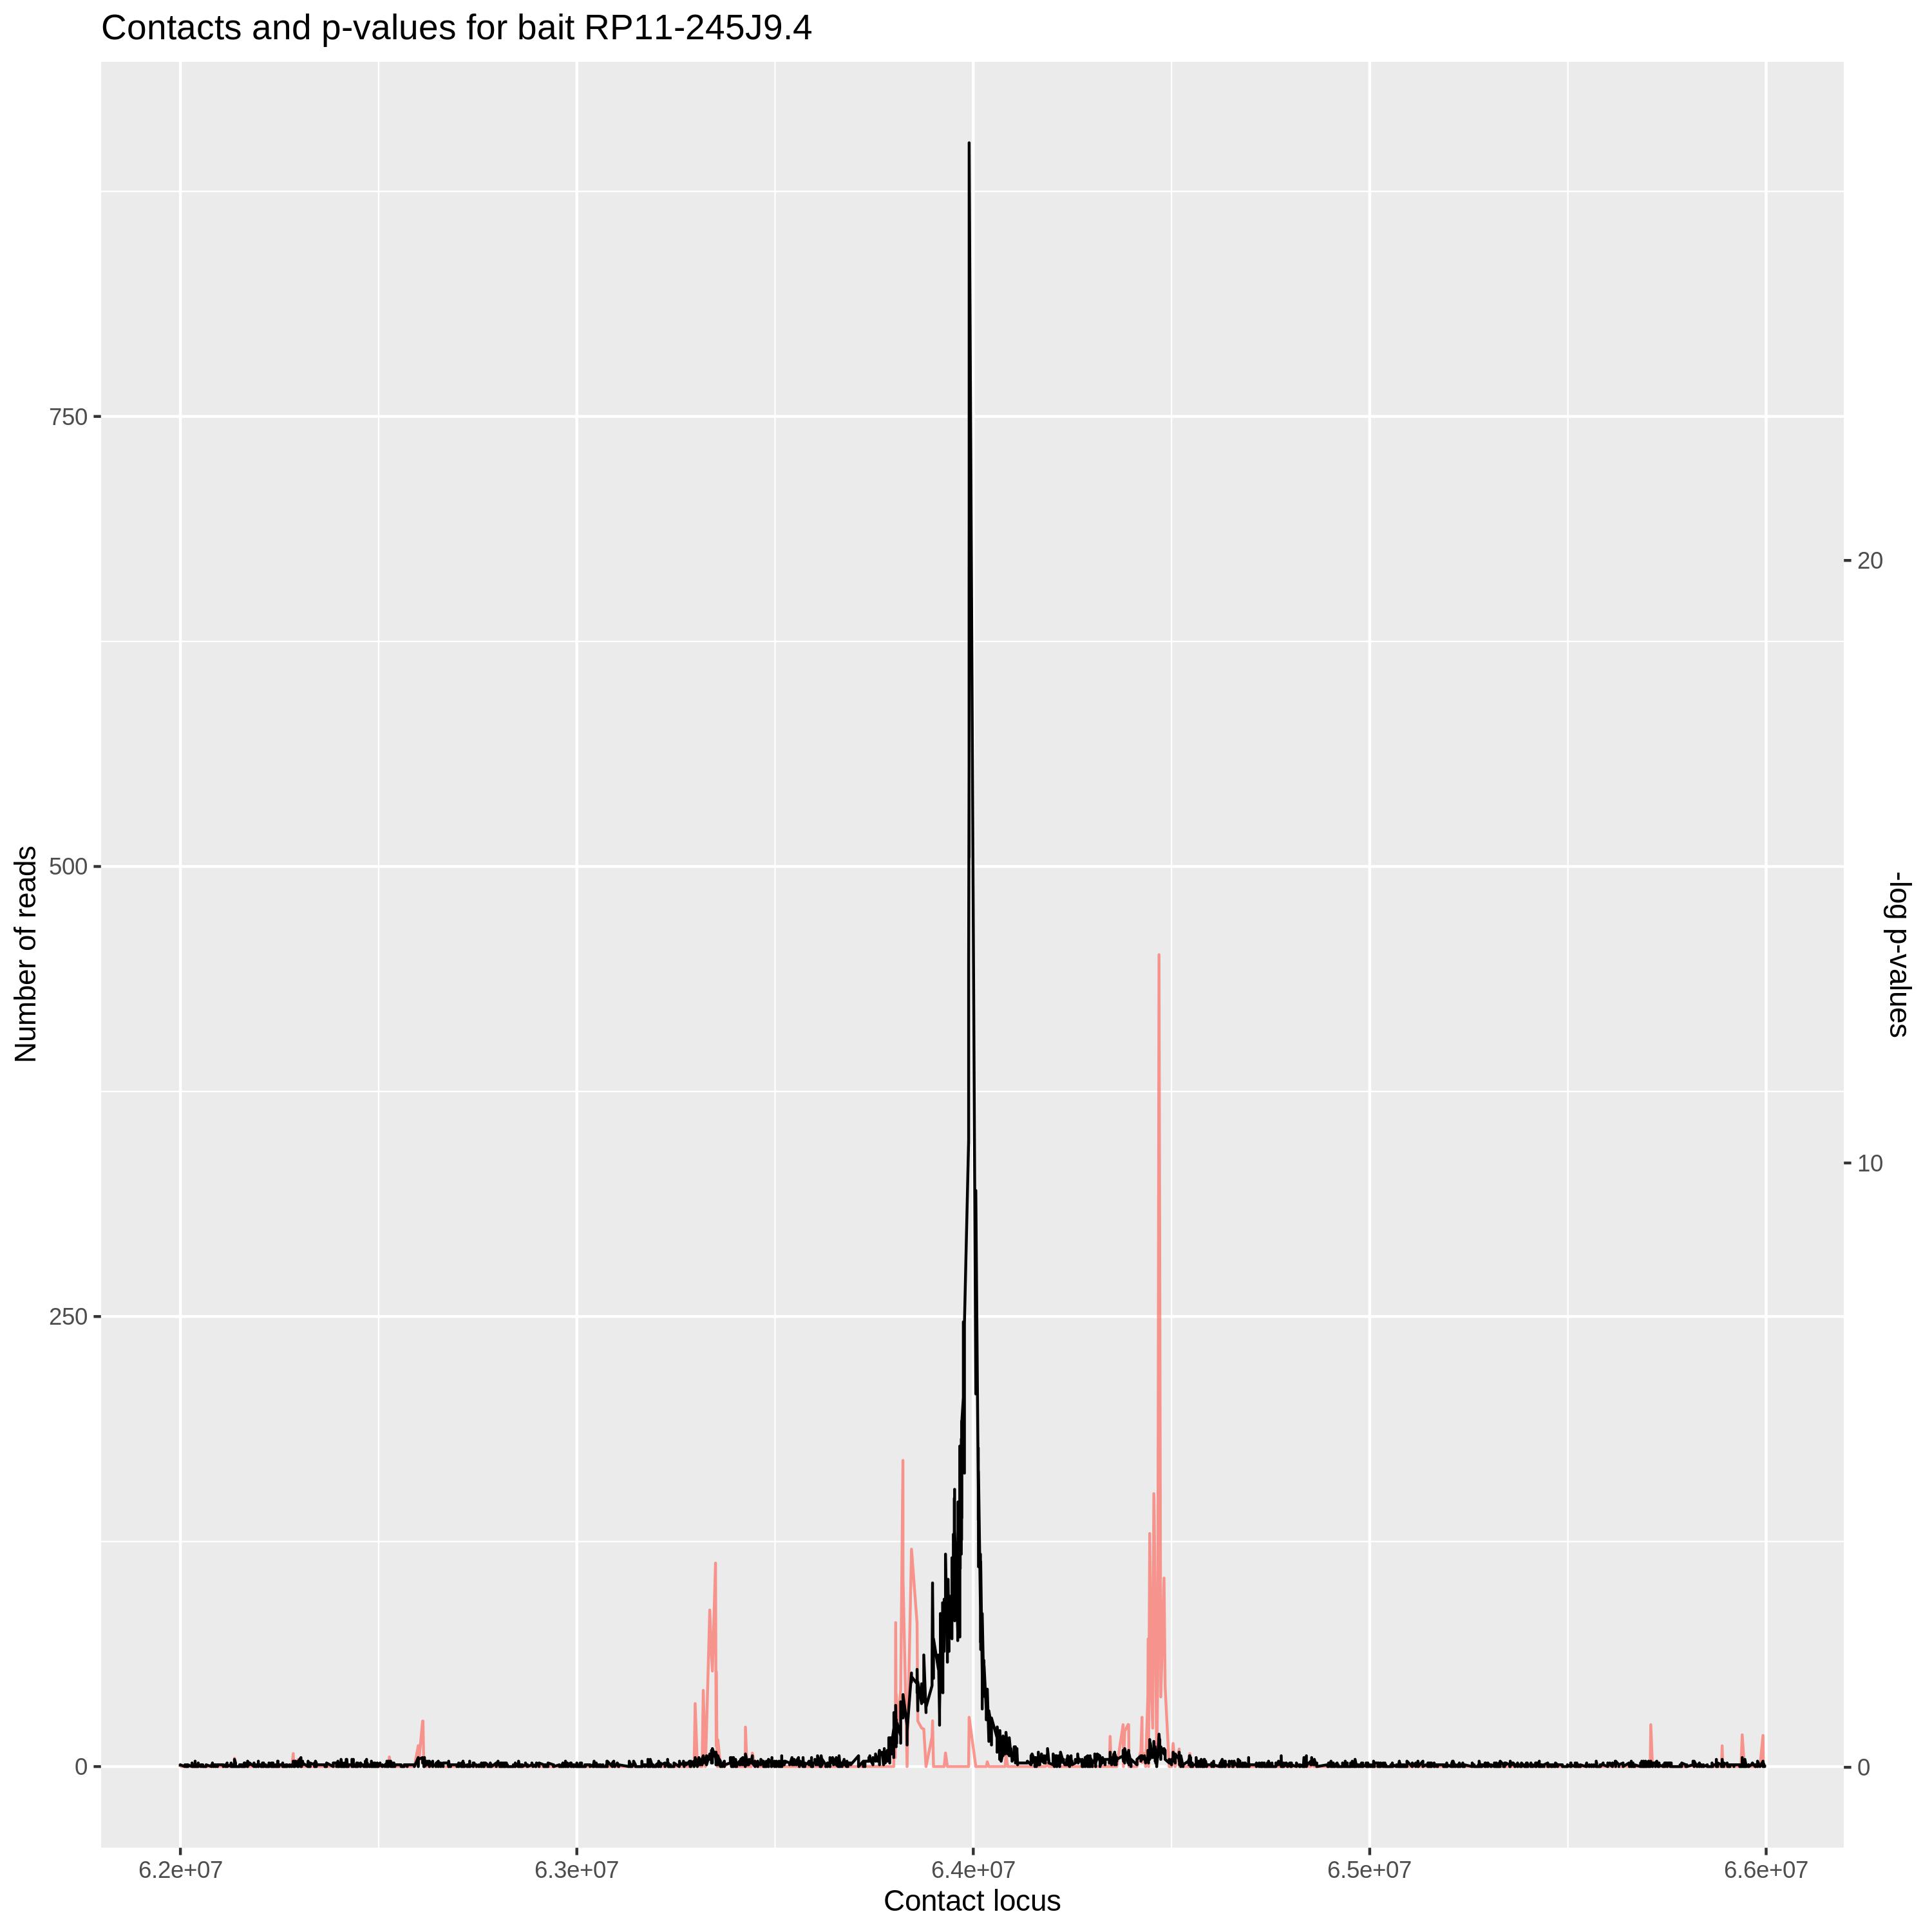 Contacts and p-values for bait RP11-245J9.4
Number of reads
750
500
250
0
20
10
0
-log p-values
6.2e+07 6.3e+07 6.4e+07 6.5e+07 6.6e+07
Contact locus